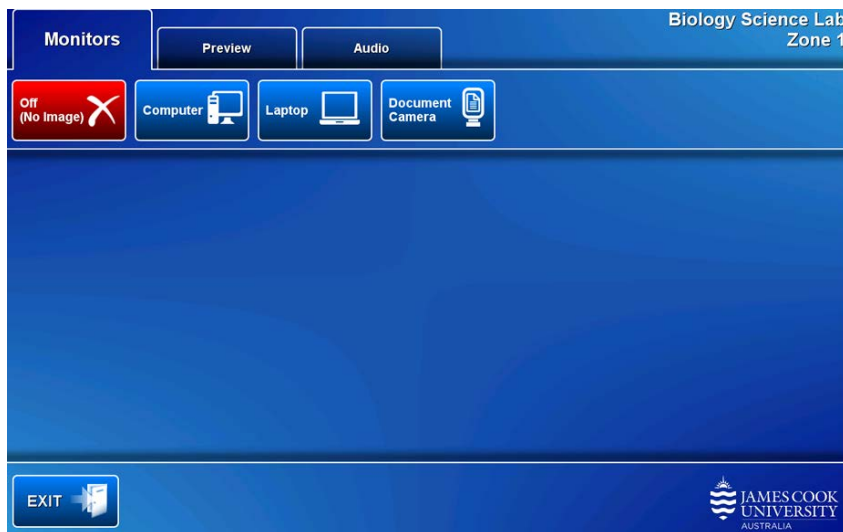 Monitors
Preview
Audio
Biology Science Lab
Zone 1
Off
(No Image)
Computer
Laptop
Document
Camera
EXIT
JAMES COOK
UNIVERSITY
AUSTRALIA